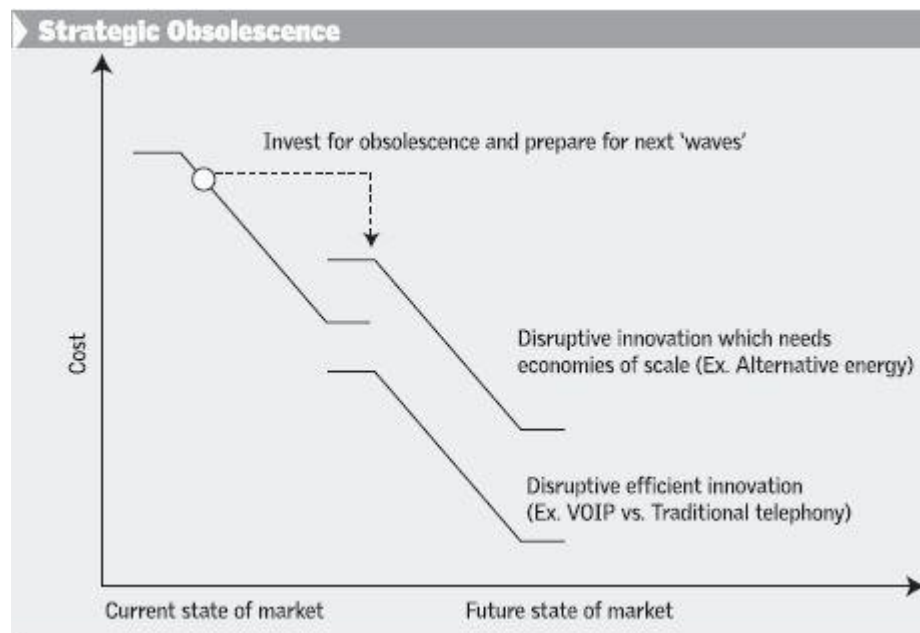 Strategic Obsolescence
Invest for obsolescence and prepare for next 'waves'
Cost
Disruptive innovation which needs
economies of scale (Ex. Alternative energy)
Disruptive efficient innovation
(Ex. VOIP vs. Traditional telephony)
Current state of market
Future state of market